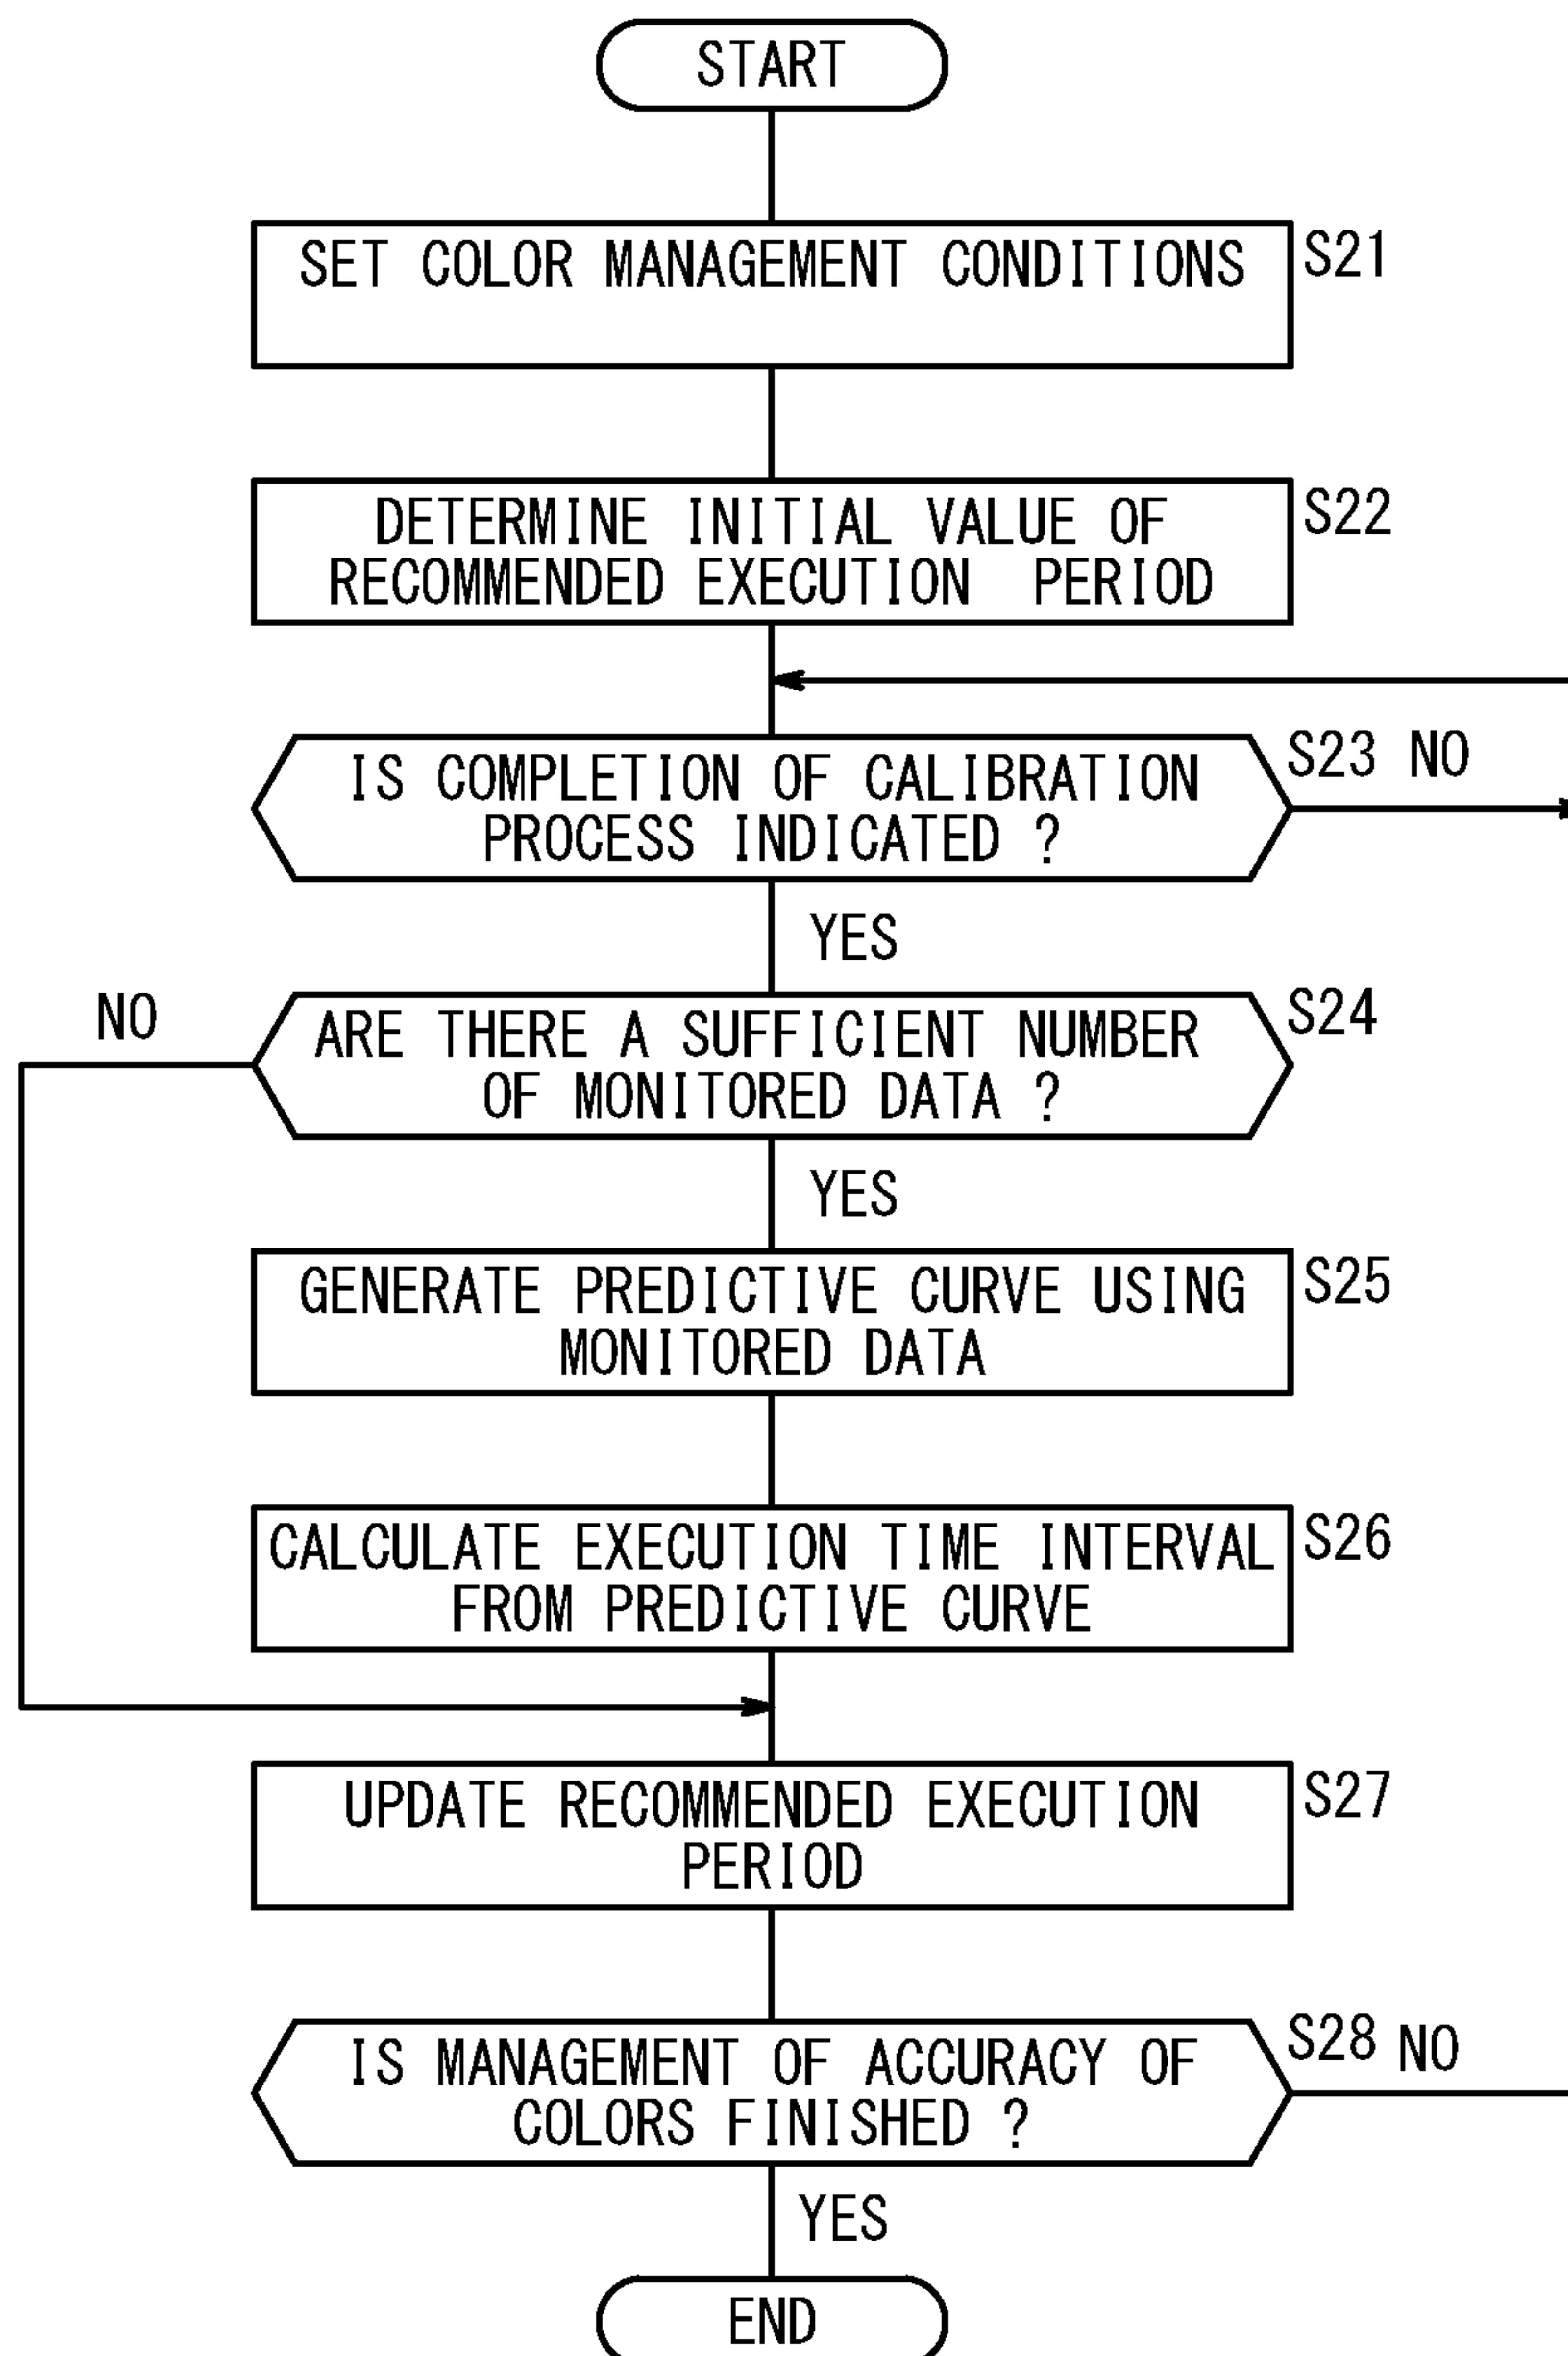 START
SET COLOR MANAGEMENT CONDITIONS
S21
DETERMINE INITIAL VALUE OF
RECOMMENDED EXECUTION PERIOD
S22
IS COMPLETION OF CALIBRATION
PROCESS INDICATED ?
S23 NO
YES
NO
ARE THERE A SUFFICIENT NUMBER
OF MONITORED DATA ?
S24
YES
GENERATE PREDICTIVE CURVE USING
MONITORED DATA
S25
CALCULATE EXECUTION TIME INTERVAL
FROM PREDICTIVE CURVE
S26
UPDATE RECOMMENDED EXECUTION
PERIOD
S27
IS MANAGEMENT OF ACCURACY OF
COLORS FINISHED ?
S28 NO
YES
END